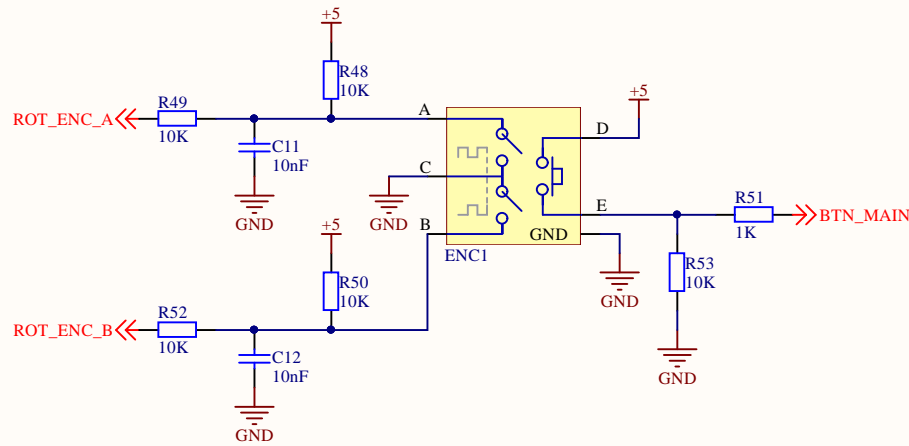 +5
R48
10K
R49
10K
ROT_ENC_A
C11
10nF
GND
A
C
B
GND
ENC1
D
E
GND
+5
GND
R51
1K
BTN_MAIN
R53
10K
GND
+5
R50
10K
R52
10K
ROT_ENC_B
C12
10nF
GND